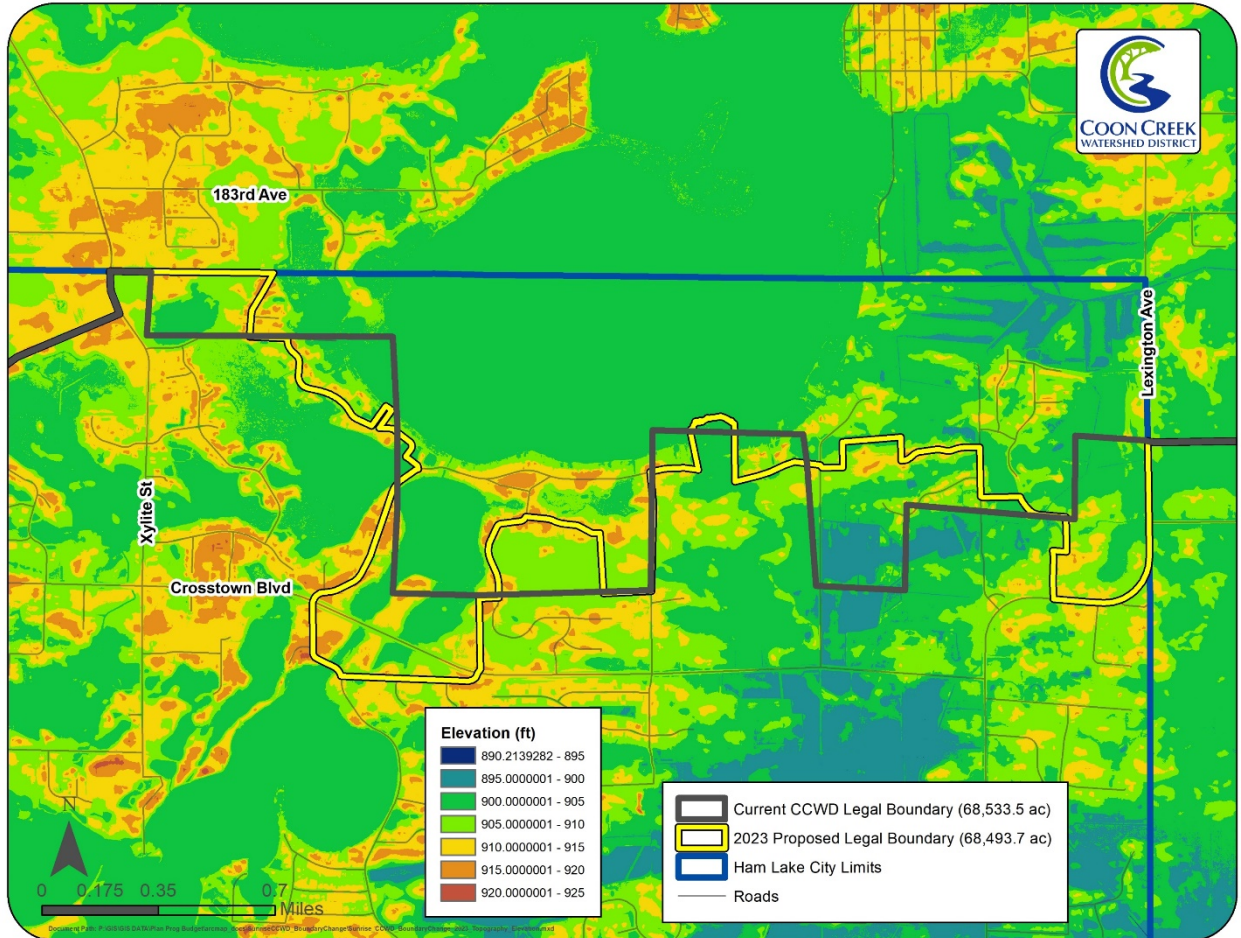 COON CREEK
WATERSHED DISTRICT
183rd Ave
Lexington Ave
Xylite St
Crosstown Blvd
Elevation (ft)
890.2139282 - 895
895.0000001 - 900
900.0000001 - 905
905.0000001 - 910
910.0000001 - 915
915.0000001 - 920
920.0000001 - 925
Current CCWD Legal Boundary (68,533.5 ac)
2023 Proposed Legal Boundary (68,493.7 ac)
Ham Lake City Limits
Roads
N
0 0.175 0.35 0.7
Miles
Document Path: